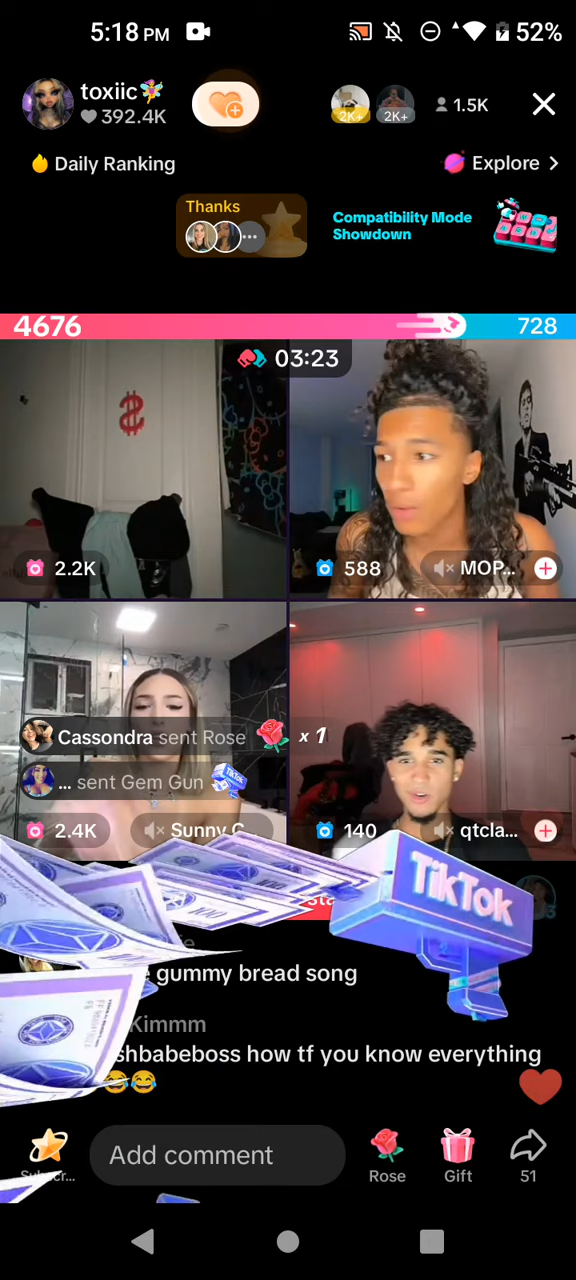 5:18 PM
52%
toxiic
392.4K
2K+
2K+
1.5K
Daily Ranking
Explore >
Thanks
Compatibility Mode
Showdown
4676
728
03:23
2.2K
588
MOP...
Cassondra sent Rose x 1
... sent Gem Gun
2.4K
Sunny C...
140
qtcla...
TikTok
gummy bread song
Kimmm
shbabeboss how tf you know everything
😂😂
Add comment
Rose
Gift
51